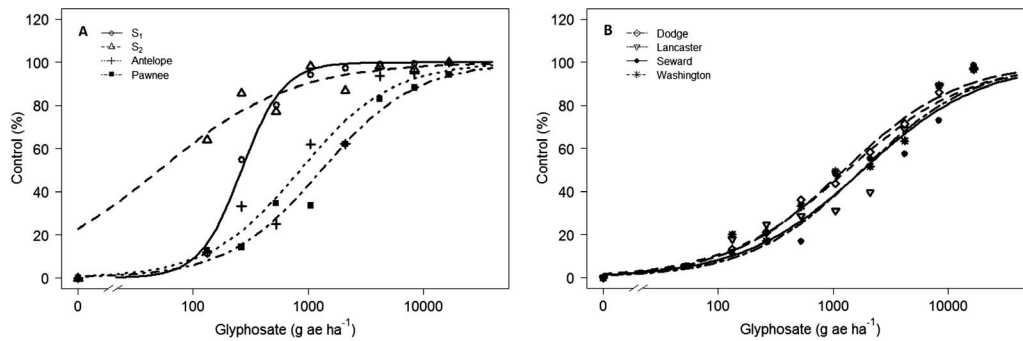 A
S₁
S₂
Antelope
Pawnee
Control (%)
120
100
80
60
40
20
0
0 100 1000 10000
Glyphosate (g ae ha⁻¹)
B
Dodge
Lancaster
Seward
Washington
Control (%)
120
100
80
60
40
20
0
0 100 1000 10000
Glyphosate (g ae ha⁻¹)